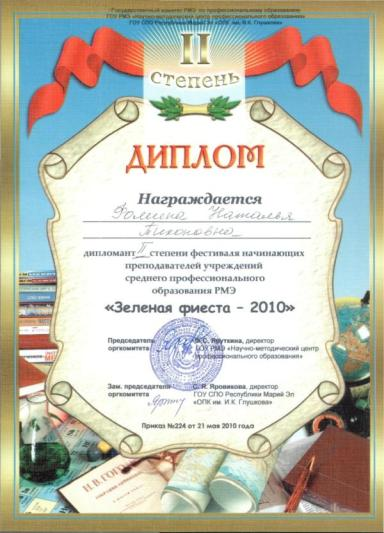 Государственный комитет РМЭ по профессиональному образованию
ГОУ РМЭ «Научно-методический центр профессионального образования»
ГОУ СПО Республики Марий Эл «ОПК им. И.К. Глушкова»
II
степень
ДИПЛОМ
Награждается
Наталья
Тихоновна
дипломант II степени фестиваля начинающих
преподавателей учреждений
среднего профессионального
образования РМЭ
«Зеленая фиеста – 2010»
Председатель
оргкомитета
Яруткина, директор
ГОУ РМЭ «Научно-методический центр
профессионального образования»
Зам. председателя
оргкомитета
С. Я. Яровикова, директор
ГОУ СПО Республики Марий Эл
«ОПК им. И.К. Глушкова»
Приказ №224 от 21 мая 2010 года
Н.В. ГОГ